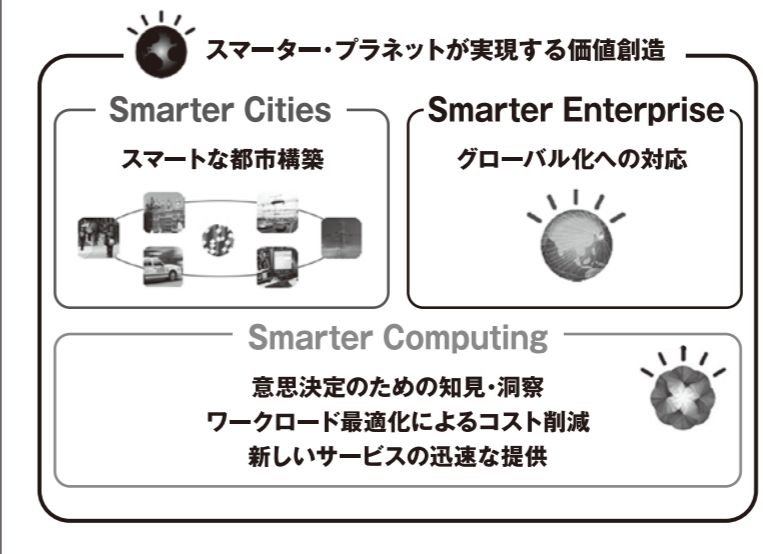 スマーター・プラネットが実現する価値創造
Smarter Cities
スマートな都市構築
Smarter Enterprise
グローバル化への対応
Smarter Computing
意思決定のための知見・洞察
ワークロード最適化によるコスト削減
新しいサービスの迅速な提供